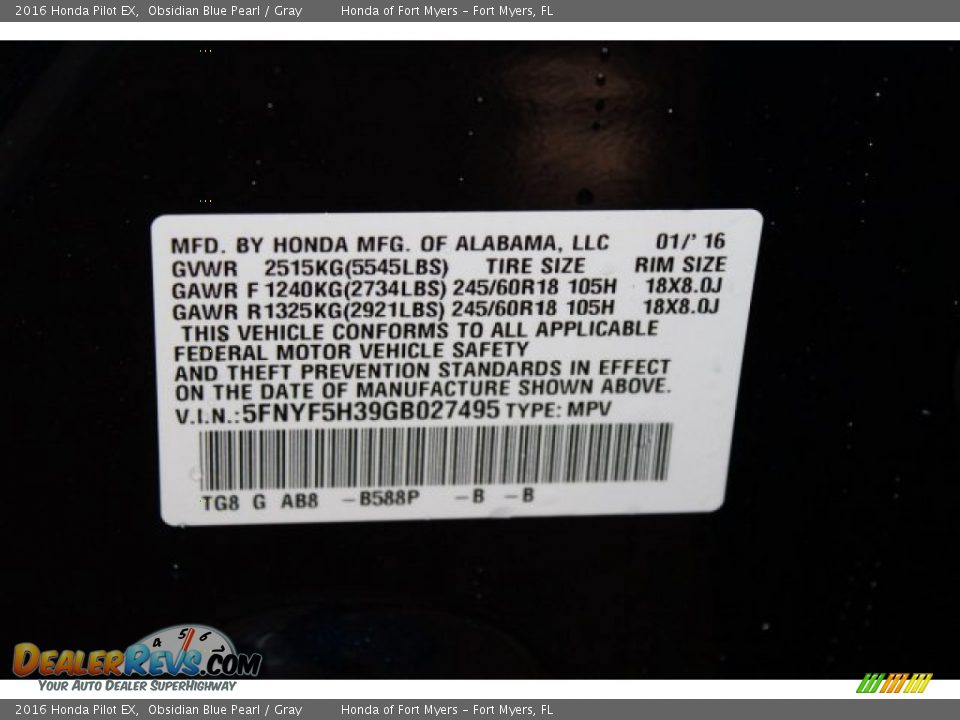 2016 Honda Pilot EX,  Obsidian Blue Pearl / Gray  Honda of Fort Myers - Fort Myers, FL
MFD. BY HONDA MFG. OF ALABAMA, LLC  01/'16
GVWR  2515KG(5545LBS)  TIRE SIZE  RIM SIZE
GAWR F 1240KG(2734LBS) 245/60R18 105H  18X8.0J
GAWR R 1325KG(2921LBS) 245/60R18 105H  18X8.0J
THIS VEHICLE CONFORMS TO ALL APPLICABLE
FEDERAL MOTOR VEHICLE SAFETY
AND THEFT PREVENTION STANDARDS IN EFFECT
ON THE DATE OF MANUFACTURE SHOWN ABOVE.
V.I.N.:5FNYF5H39GB027495 TYPE: MPV
TG8  G  AB8  -B588P  -B  -B
4 5 6
DealerRevs.com
Your Auto Dealer SuperHighway
2016 Honda Pilot EX,  Obsidian Blue Pearl / Gray  Honda of Fort Myers - Fort Myers, FL